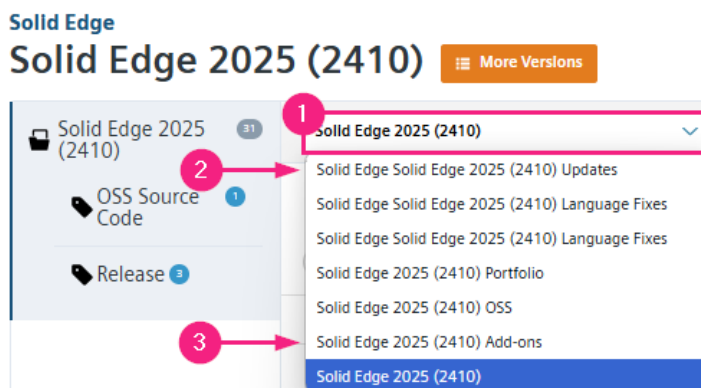 Solid Edge
Solid Edge 2025 (2410)
More Versions
Solid Edge 2025 (2410)
31
OSS Source Code
1
Release
3
1
Solid Edge 2025 (2410)
2
Solid Edge Solid Edge 2025 (2410) Updates
Solid Edge Solid Edge 2025 (2410) Language Fixes
Solid Edge Solid Edge 2025 (2410) Language Fixes
Solid Edge 2025 (2410) Portfolio
Solid Edge 2025 (2410) OSS
3
Solid Edge 2025 (2410) Add-ons
Solid Edge 2025 (2410)